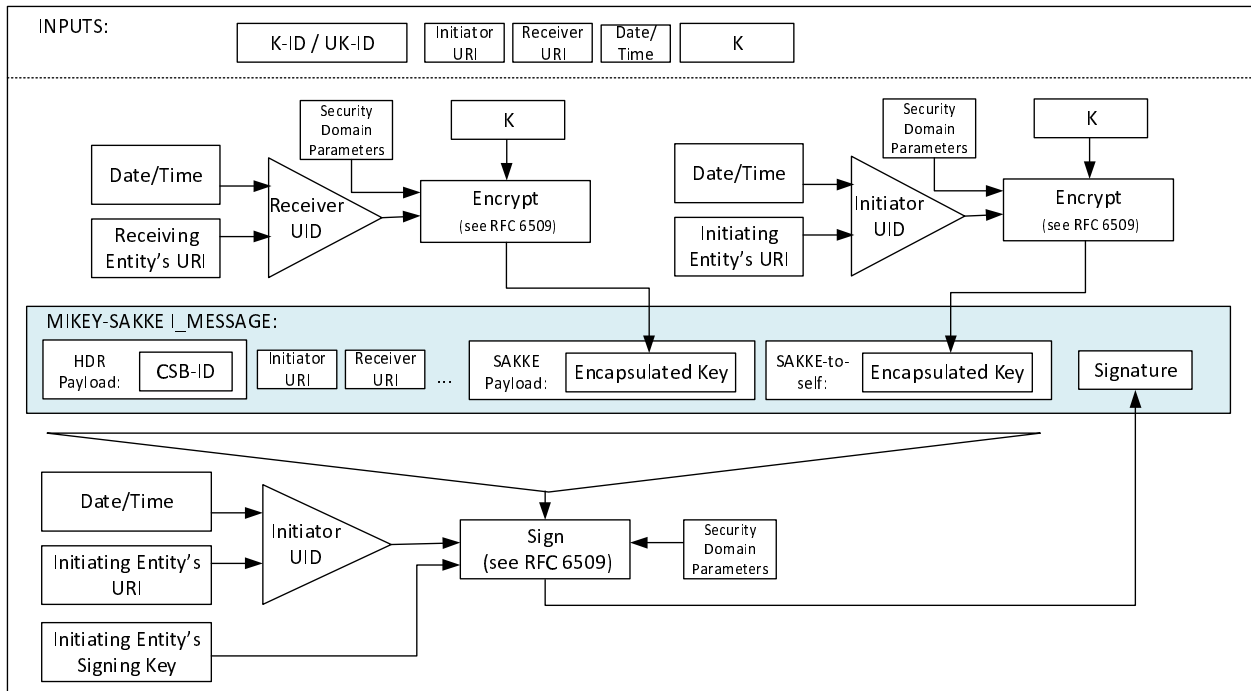 INPUTS:
K-ID / UK-ID
Initiator
URI
Receiver
URI
Date/
Time
K
Security
Domain
Parameters
K
Date/Time
Receiver
UID
Encrypt
(see RFC 6509)
Receiving
Entity's URI
Security
Domain
Parameters
K
Date/Time
Initiator
UID
Encrypt
(see RFC 6509)
Initiating
Entity's URI
MIKEY-SAKKE I_MESSAGE:
HDR
Payload:
CSB-ID
Initiator
URI
Receiver
URI
...
SAKKE
Payload:
Encapsulated Key
SAKKE-to-
self:
Encapsulated Key
Signature
Date/Time
Initiator
UID
Initiating Entity's
URI
Initiating Entity's
Signing Key
Sign
(see RFC 6509)
Security
Domain
Parameters